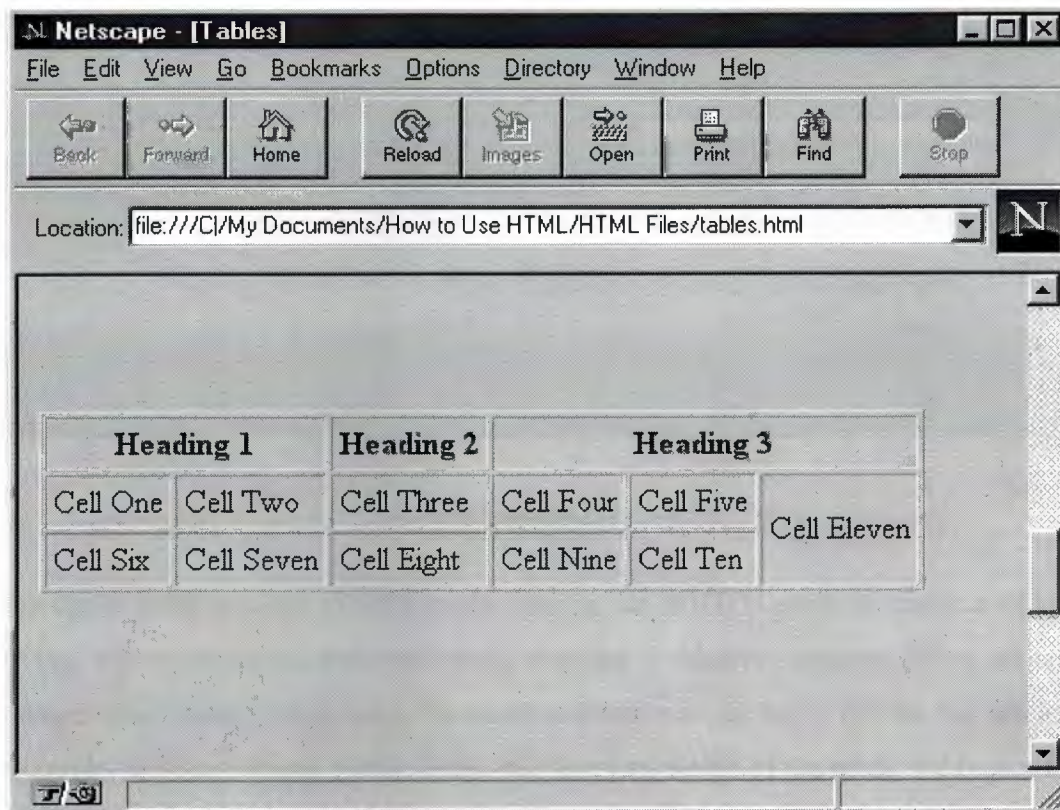 N Netscape - [Tables]
File Edit View Go Bookmarks Options Directory Window Help
Back Forward Home Reload Images Open Print Find Stop
Location: file:///C|/My Documents/How to Use HTML/HTML Files/tables.html N
Heading 1 Heading 2 Heading 3
Cell One Cell Two Cell Three Cell Four Cell Five Cell Eleven
Cell Six Cell Seven Cell Eight Cell Nine Cell Ten